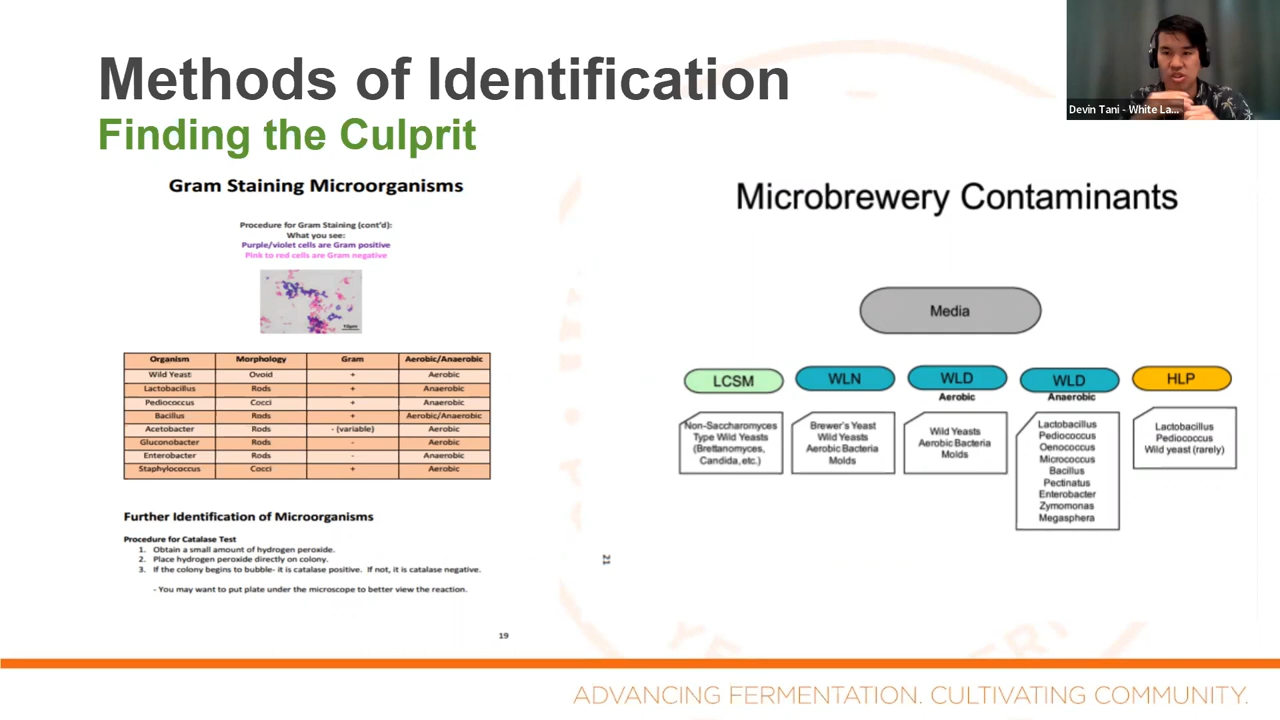 Methods of Identification
Finding the Culprit
Devin Tani - White La...
Gram Staining Microorganisms
Procedure for Gram Staining (cont'd):
What you see:
Purple/violet cells are Gram positive
Pink to red cells are Gram negative
10µm
Organism Morphology Gram Aerobic/Anaerobic
Wild Yeast Ovoid + Aerobic
Lactobacillus Rods + Anaerobic
Pediococcus Cocci + Anaerobic
Bacillus Rods + Aerobic/Anaerobic
Acetobacter Rods - (variable) Aerobic
Gluconobacter Rods - Aerobic
Enterobacter Rods - Anaerobic
Staphylococcus Cocci + Aerobic
Further Identification of Microorganisms
Procedure for Catalase Test
1. Obtain a small amount of hydrogen peroxide.
2. Place hydrogen peroxide directly on colony.
3. If the colony begins to bubble- it is catalase positive. If not, it is catalase negative.
- You may want to put plate under the microscope to better view the reaction.
19
Microbrewery Contaminants
Media
LCSM
Non-Saccharomyces
Type Wild Yeasts
(Brettanomyces,
Candida, etc.)
WLN
Brewer's Yeast
Wild Yeasts
Aerobic Bacteria
Molds
WLD
Aerobic
Wild Yeasts
Aerobic Bacteria
Molds
WLD
Anaerobic
Lactobacillus
Pediococcus
Oenococcus
Micrococcus
Bacillus
Pectinatus
Enterobacter
Zymomonas
Megasphera
HLP
Lactobacillus
Pediococcus
Wild yeast (rarely)
21
ADVANCING FERMENTATION. CULTIVATING COMMUNITY.